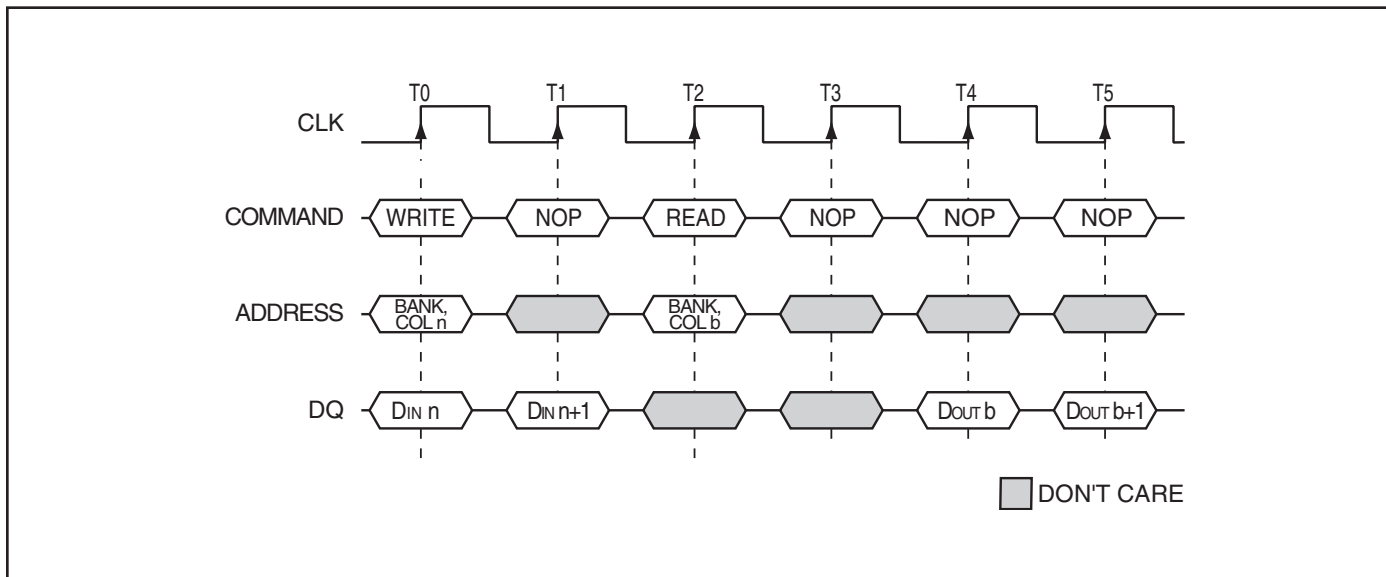 T0 T1 T2 T3 T4 T5
CLK
COMMAND WRITE NOP READ NOP NOP NOP
ADDRESS BANK, COL n BANK, COL b
DQ DIN n DIN n+1 DOUT b DOUT b+1
DON'T CARE